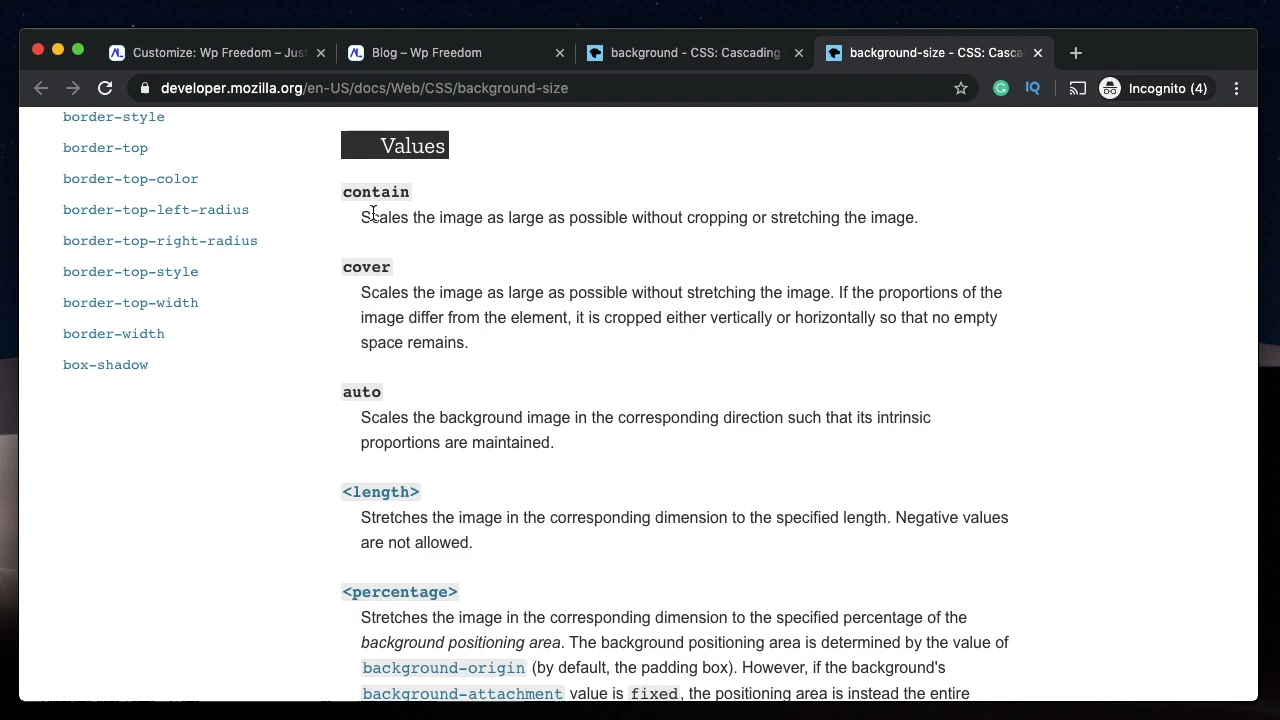 Customize: Wp Freedom – Jus
Blog – Wp Freedom
background - CSS: Cascading
background-size - CSS: Casca
developer.mozilla.org/en-US/docs/Web/CSS/background-size
IQ
Incognito (4)
border-style
border-top
border-top-color
border-top-left-radius
border-top-right-radius
border-top-style
border-top-width
border-width
box-shadow
Values
contain
Scales the image as large as possible without cropping or stretching the image.
cover
Scales the image as large as possible without stretching the image. If the proportions of the
image differ from the element, it is cropped either vertically or horizontally so that no empty
space remains.
auto
Scales the background image in the corresponding direction such that its intrinsic
proportions are maintained.
<length>
Stretches the image in the corresponding dimension to the specified length. Negative values
are not allowed.
<percentage>
Stretches the image in the corresponding dimension to the specified percentage of the
background positioning area. The background positioning area is determined by the value of
background-origin (by default, the padding box). However, if the background's
background-attachment value is fixed, the positioning area is instead the entire